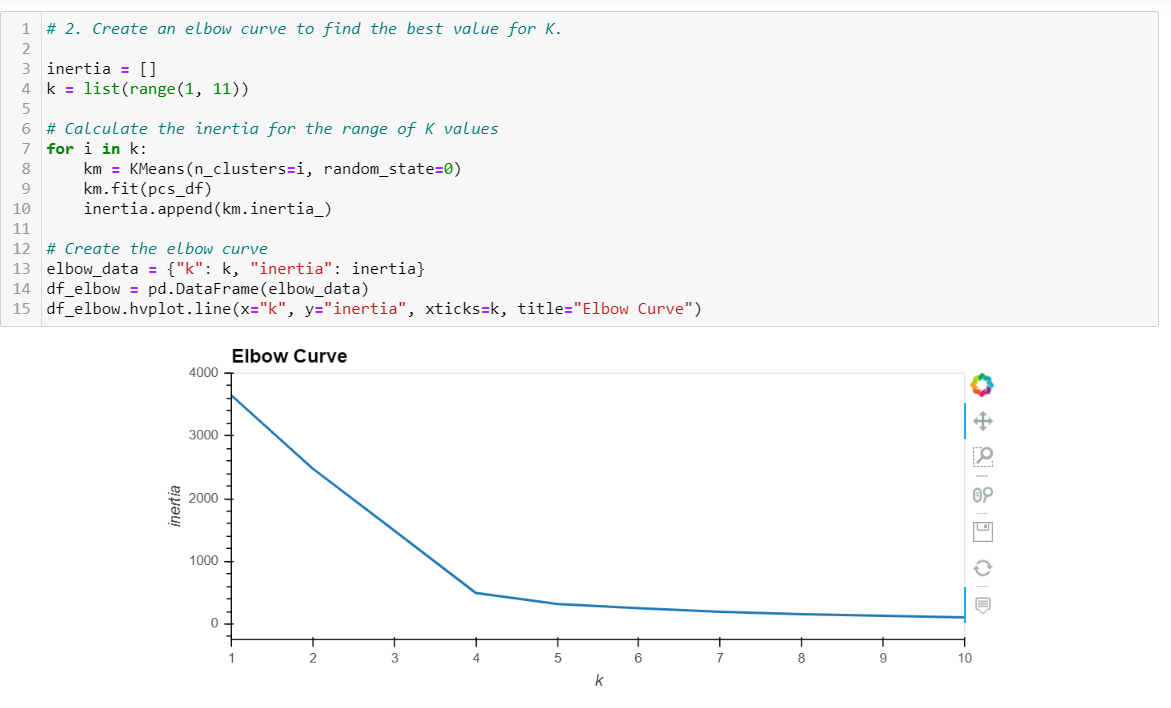 1 # 2. Create an elbow curve to find the best value for K.
2
3 inertia = []
4 k = list(range(1, 11))
5
6 # Calculate the inertia for the range of K values
7 for i in k:
8     km = KMeans(n_clusters=i, random_state=0)
9     km.fit(pcs_df)
10     inertia.append(km.inertia_)
11
12 # Create the elbow curve
13 elbow_data = {"k": k, "inertia": inertia}
14 df_elbow = pd.DataFrame(elbow_data)
15 df_elbow.hvplot.line(x="k", y="inertia", xticks=k, title="Elbow Curve")
Elbow Curve
4000
3000
2000
1000
0
inertia
1 2 3 4 5 6 7 8 9 10
k